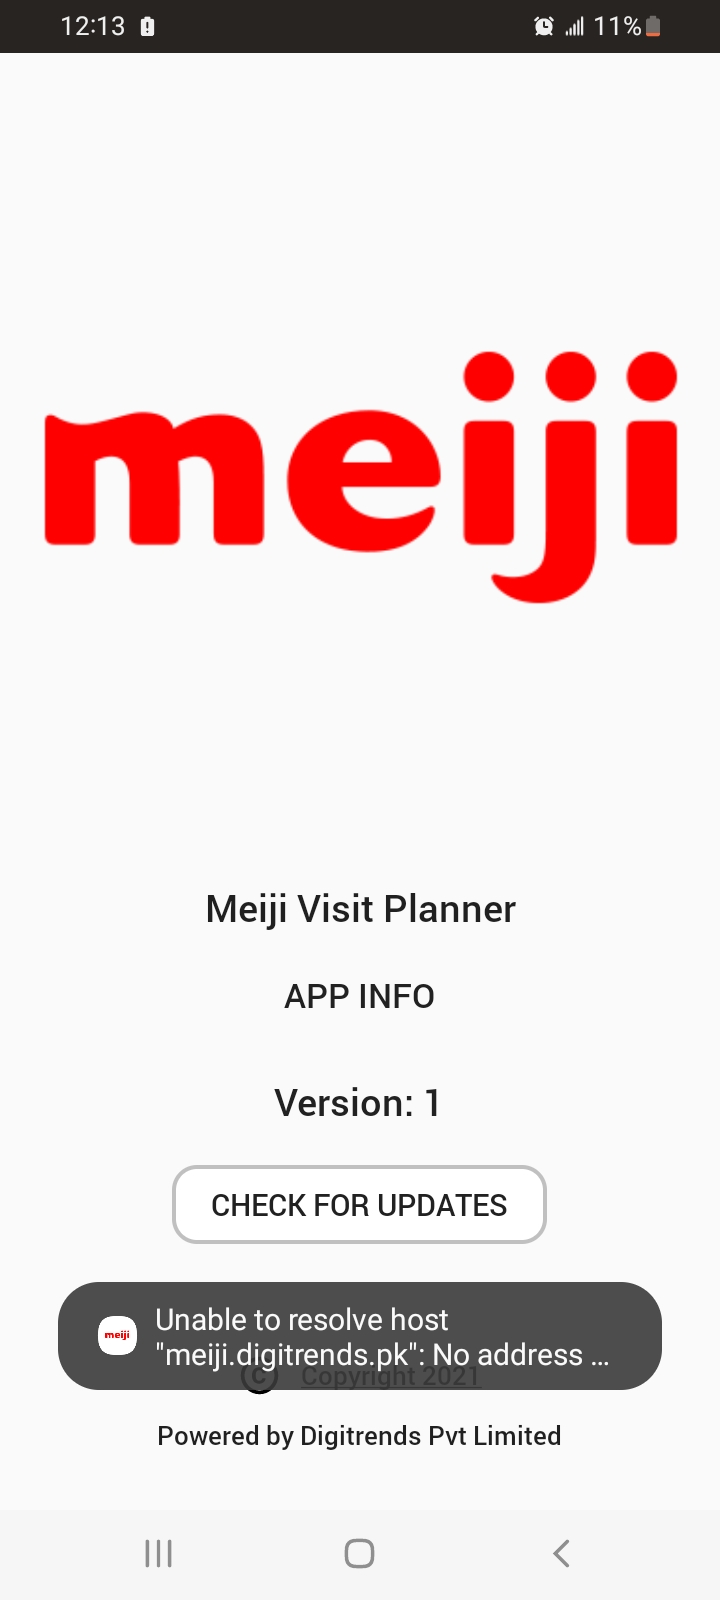 12:13
11%
meiji
Meiji Visit Planner
APP INFO
Version: 1
CHECK FOR UPDATES
meiji
Unable to resolve host
"meiji.digitrends.pk": No address ...
© Copyright 2021
Powered by Digitrends Pvt Limited